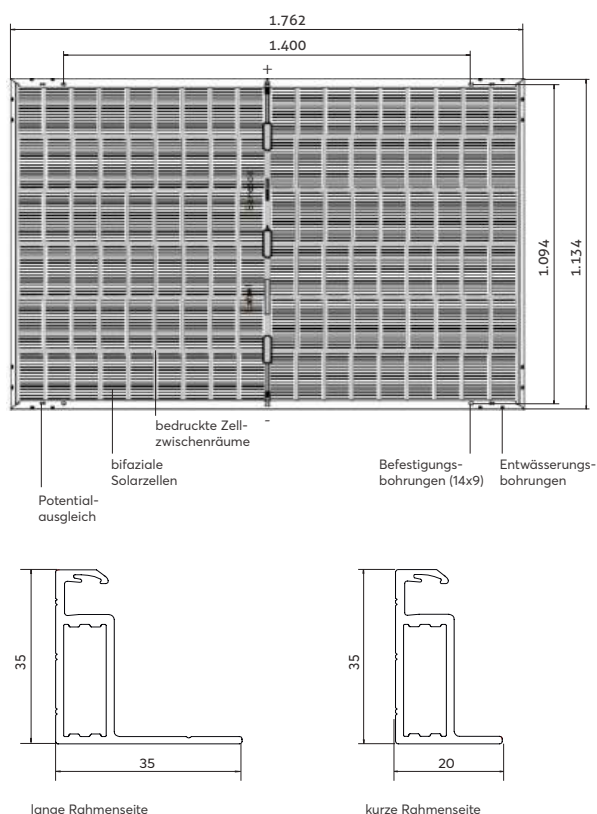 1.762
1.400
+
1.094
1.134
-
bedruckte Zell-
zwischenräume
bifaziale
Solarzellen
Befestigungs-
bohrungen (14x9)
Entwässerungs-
bohrungen
Potential-
ausgleich
35
35
35
20
lange Rahmenseite
kurze Rahmenseite